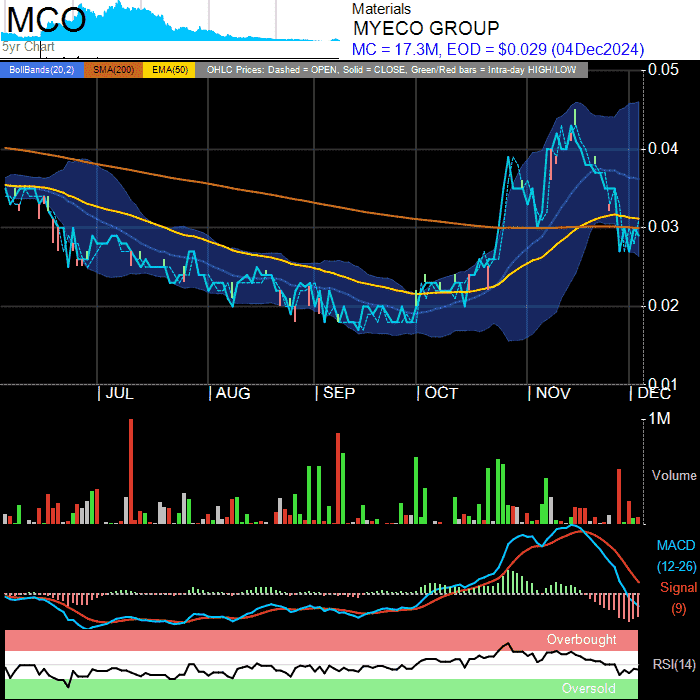 MCO
5yr Chart
Materials
MYECO GROUP
MC = 17.3M, EOD = $0.029 (04Dec2024)
BollBands(20,2) SMA(200) EMA(50) OHLC Prices: Dashed = OPEN, Solid = CLOSE, Green/Red bars = Intra-day HIGH/LOW
0.05
0.04
0.03
0.02
0.01
JUL AUG SEP OCT NOV DEC
1M
Volume
MACD
(12-26)
Signal
(9)
Overbought
RSI(14)
Oversold